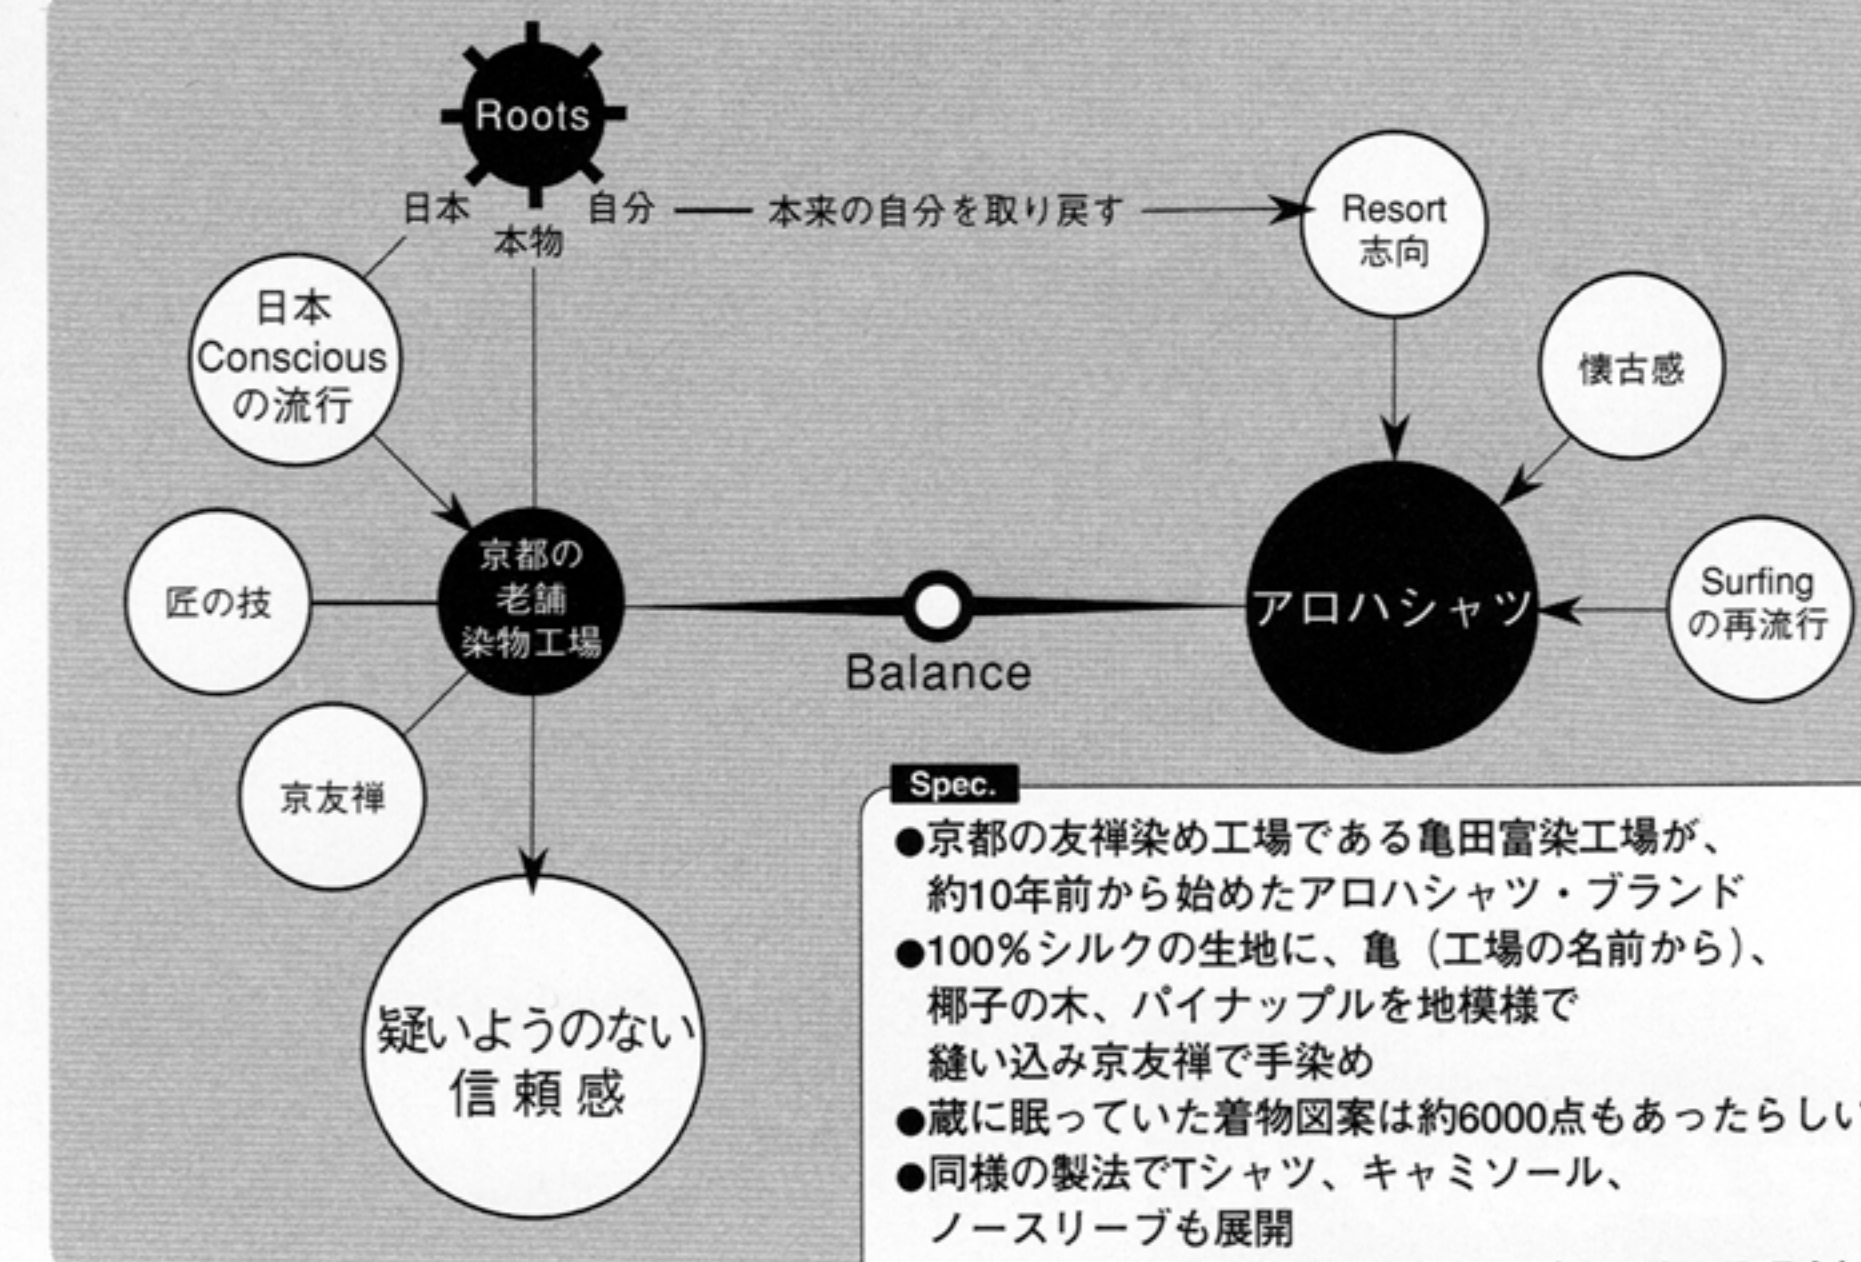 Roots
日本
本物
自分
本来の自分を取り戻す
Resort
志向
日本
Conscious
の流行
懐古感
匠の技
京都の
老舗
染物工場
Balance
アロハシャツ
Surfing
の再流行
京友禅
疑いようのない
信頼感
Spec.
●京都の友禅染め工場である亀田富染工場が、
約10年前から始めたアロハシャツ・ブランド
●100%シルクの生地に、亀（工場の名前から）、
椰子の木、パイナップルを地模様で
縫い込み京友禅で手染め
●蔵に眠っていた着物図案は約6000点もあったらしい
●同様の製法でTシャツ、キャミソール、
ノースリーブも展開